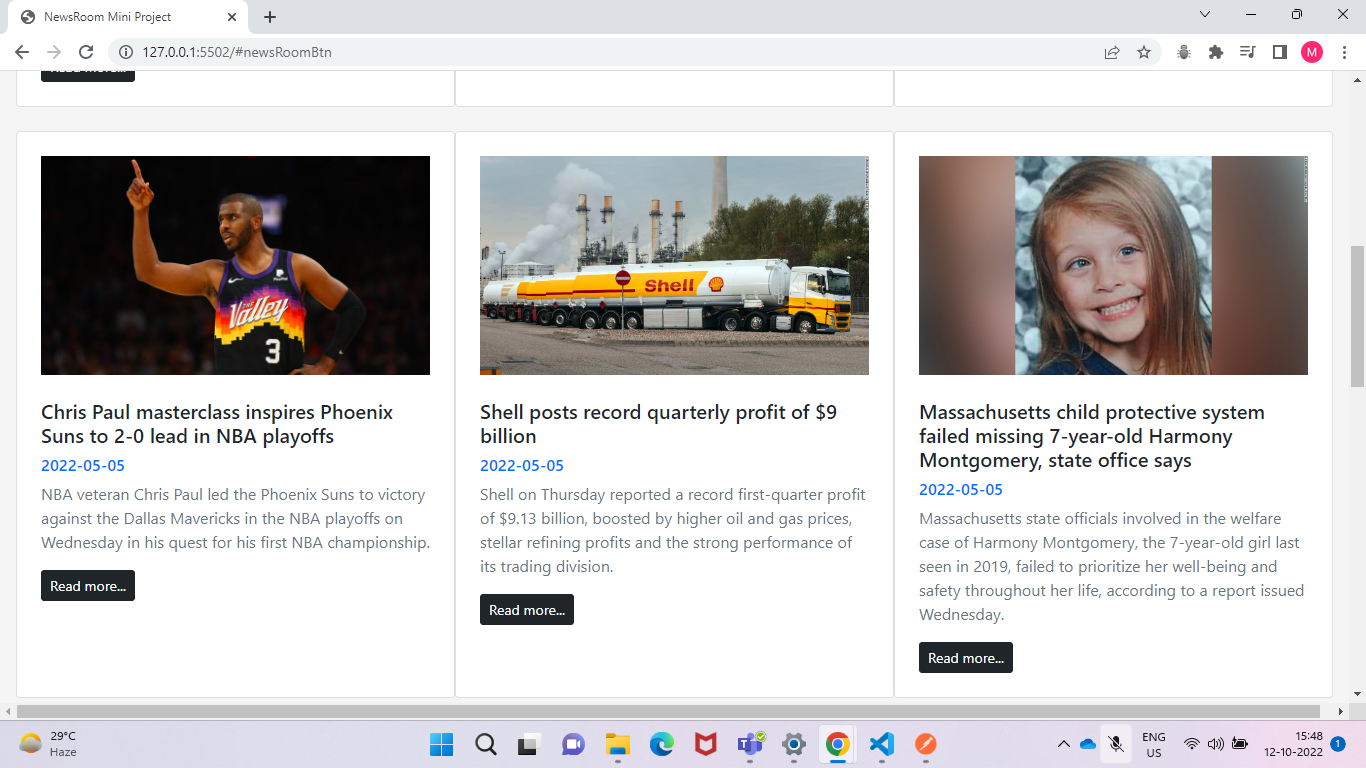 NewsRoom Mini Project
127.0.0.1:5502/#newsRoomBtn
M
Read more...
THE
Valley
3
PayPal
Shell
Chris Paul masterclass inspires Phoenix
Suns to 2-0 lead in NBA playoffs
2022-05-05
NBA veteran Chris Paul led the Phoenix Suns to victory
against the Dallas Mavericks in the NBA playoffs on
Wednesday in his quest for his first NBA championship.
Read more...
Shell posts record quarterly profit of $9
billion
2022-05-05
Shell on Thursday reported a record first-quarter profit
of $9.13 billion, boosted by higher oil and gas prices,
stellar refining profits and the strong performance of
its trading division.
Read more...
Massachusetts child protective system
failed missing 7-year-old Harmony
Montgomery, state office says
2022-05-05
Massachusetts state officials involved in the welfare
case of Harmony Montgomery, the 7-year-old girl last
seen in 2019, failed to prioritize her well-being and
safety throughout her life, according to a report issued
Wednesday.
Read more...
29°C
Haze
ENG
US
15:48
12-10-2022
1